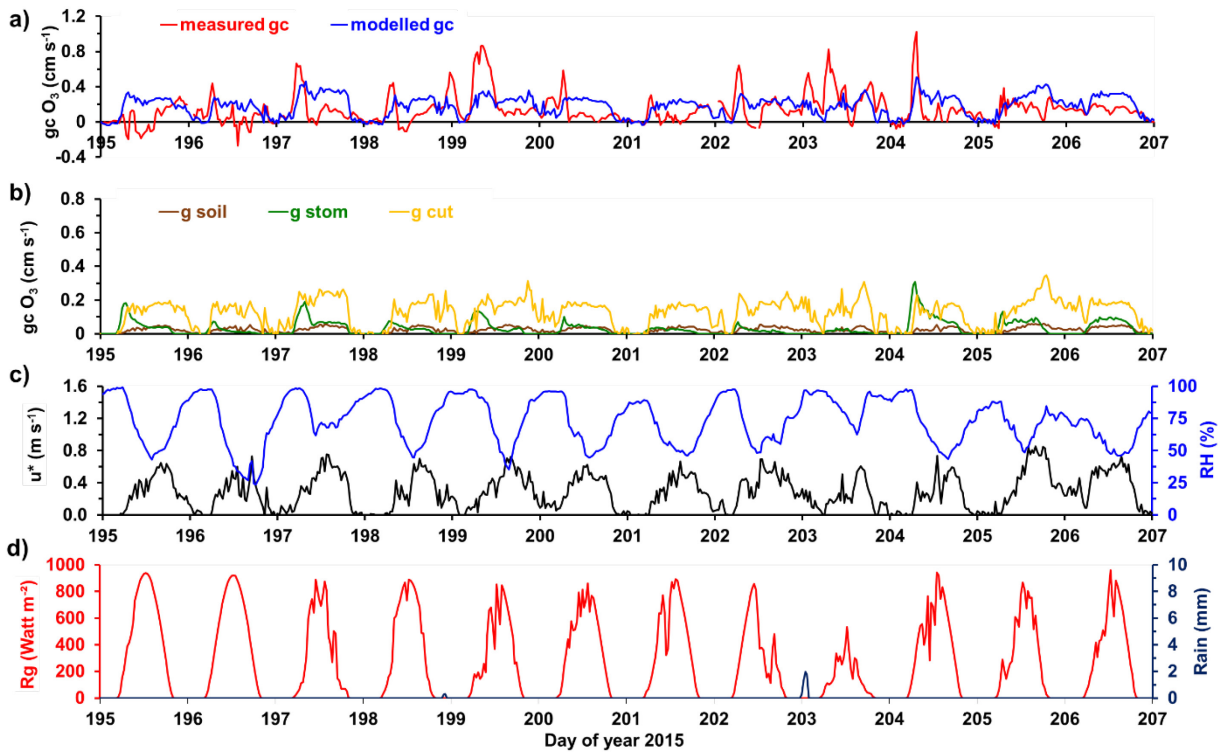 a)
measured gc
modelled gc
gc O₃ (cm s⁻¹)
1.2
0.8
0.4
0
-0.4
195 196 197 198 199 200 201 202 203 204 205 206 207
b)
g soil
g stom
g cut
gc O₃ (cm s⁻¹)
0.8
0.6
0.4
0.2
0
195 196 197 198 199 200 201 202 203 204 205 206 207
c)
u* (m s⁻¹)
1.6
1.2
0.8
0.4
0.0
100
75
50
25
0
RH (%)
195 196 197 198 199 200 201 202 203 204 205 206 207
d)
Rg (Watt m⁻²)
1000
800
600
400
200
0
10
8
6
4
2
0
Rain (mm)
195 196 197 198 199 200 201 202 203 204 205 206 207
Day of year 2015